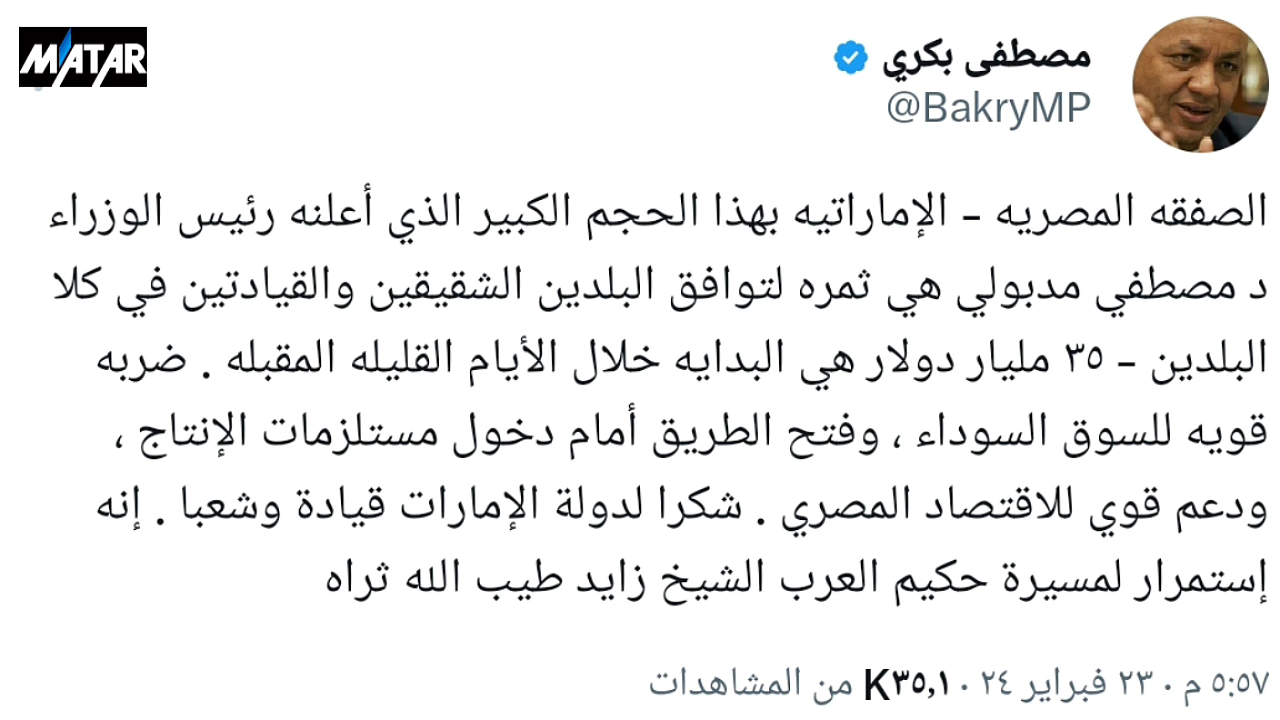 MATAR
مصطفى بكري
@BakryMP
الصفقه المصريه - الإماراتيه بهذا الحجم الكبير الذي أعلنه رئيس الوزراء
د مصطفي مدبولي هي ثمره لتوافق البلدين الشقيقين والقيادتين في كلا
البلدين - ٣٥ مليار دولار هي البدايه خلال الأيام القليله المقبله . ضربه
قويه للسوق السوداء ، وفتح الطريق أمام دخول مستلزمات الإنتاج ،
ودعم قوي للاقتصاد المصري . شكرا لدولة الإمارات قيادة وشعبا . إنه
إستمرار لمسيرة حكيم العرب الشيخ زايد طيب الله ثراه
٥:٥٧ م · ٢٣ فبراير ٢٤ · ٣٥,١K من المشاهدات